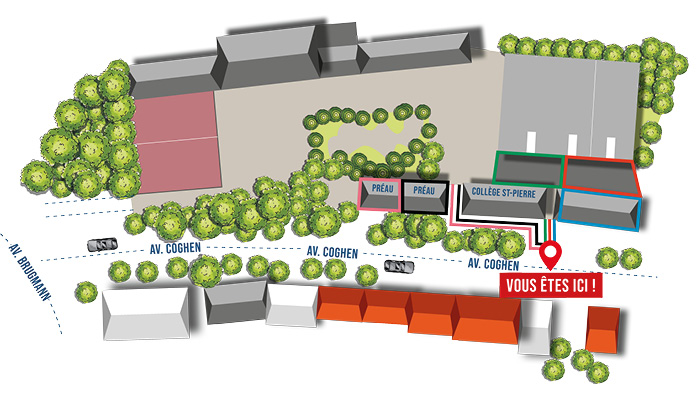 PRÉAU
PRÉAU
COLLÈGE ST-PIERRE
AV. BRUGMANN
AV. COGHEN
AV. COGHEN
AV. COGHEN
VOUS ÊTES ICI !